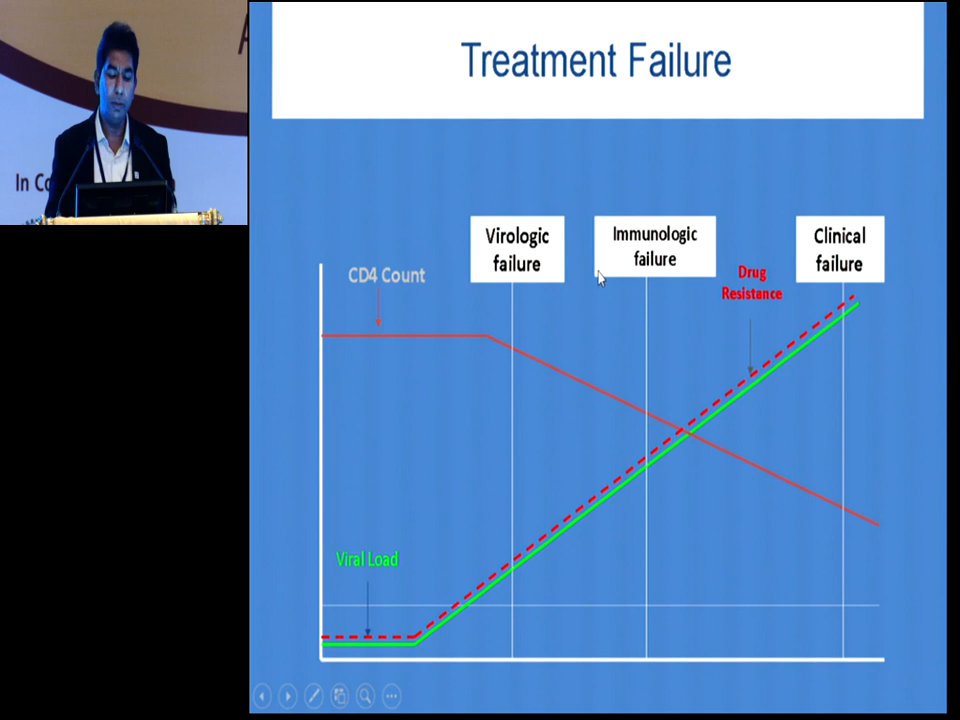 In Co
Treatment Failure
Virologic
failure
Immunologic
failure
Clinical
failure
CD4 Count
Drug
Resistance
Viral Load